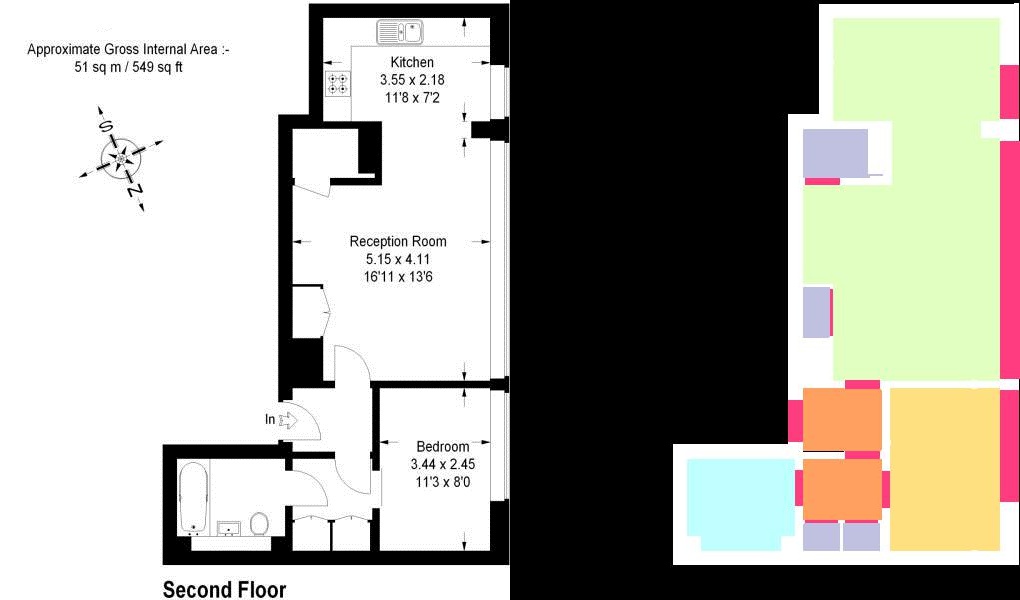 Approximate Gross Internal Area :-
51 sq m / 549 sq ft
S
N
Kitchen
3.55 x 2.18
11'8 x 7'2
Reception Room
5.15 x 4.11
16'11 x 13'6
In
Bedroom
3.44 x 2.45
11'3 x 8'0
Second Floor